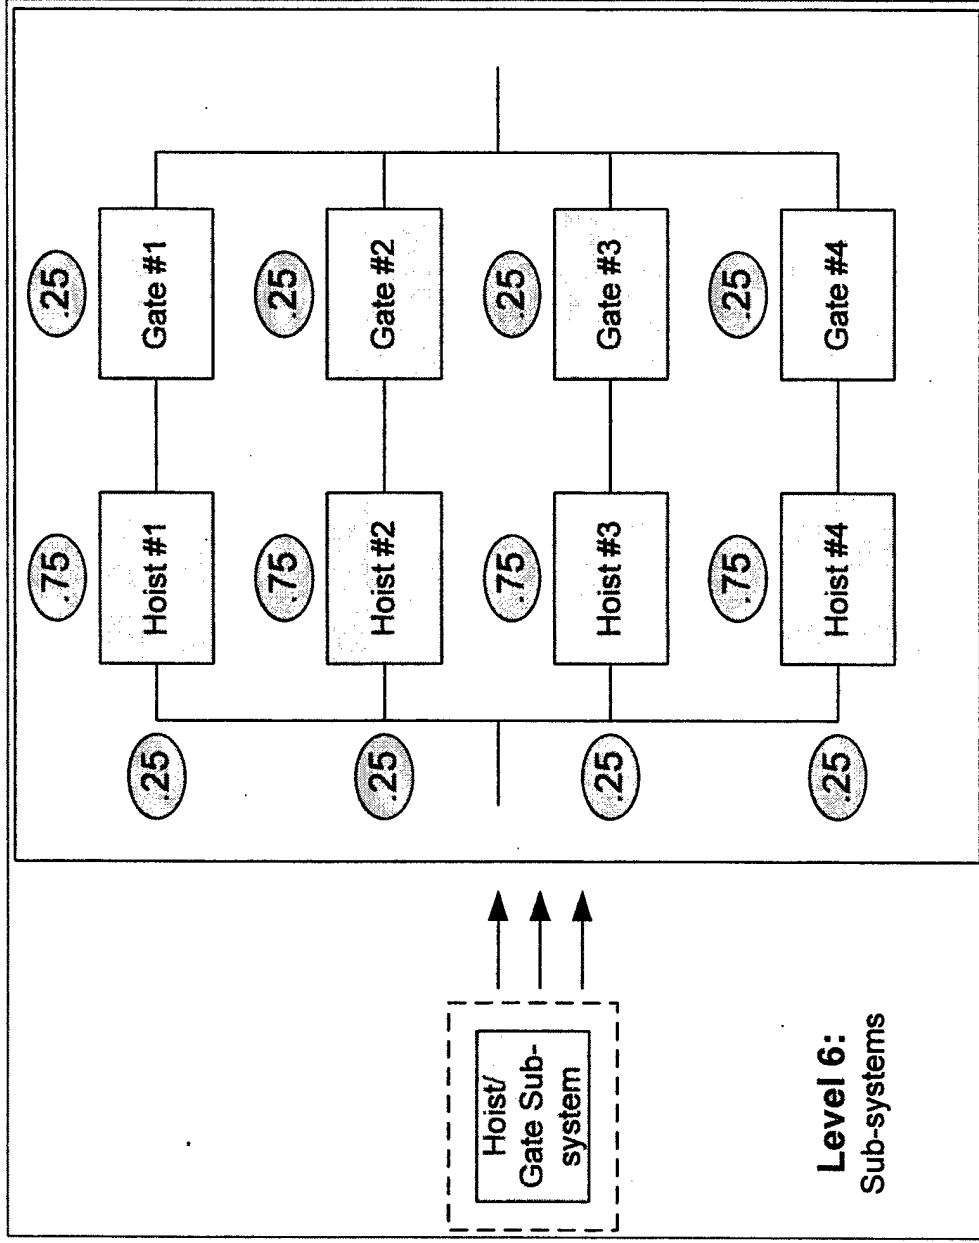 .25
.75
.25
Hoist #1
Gate #1
.25
.75
.25
Hoist #2
Gate #2
Hoist/
Gate Sub-
system
.25
.75
.25
Hoist #3
Gate #3
.25
.75
.25
Hoist #4
Gate #4
Level 6:
Sub-systems